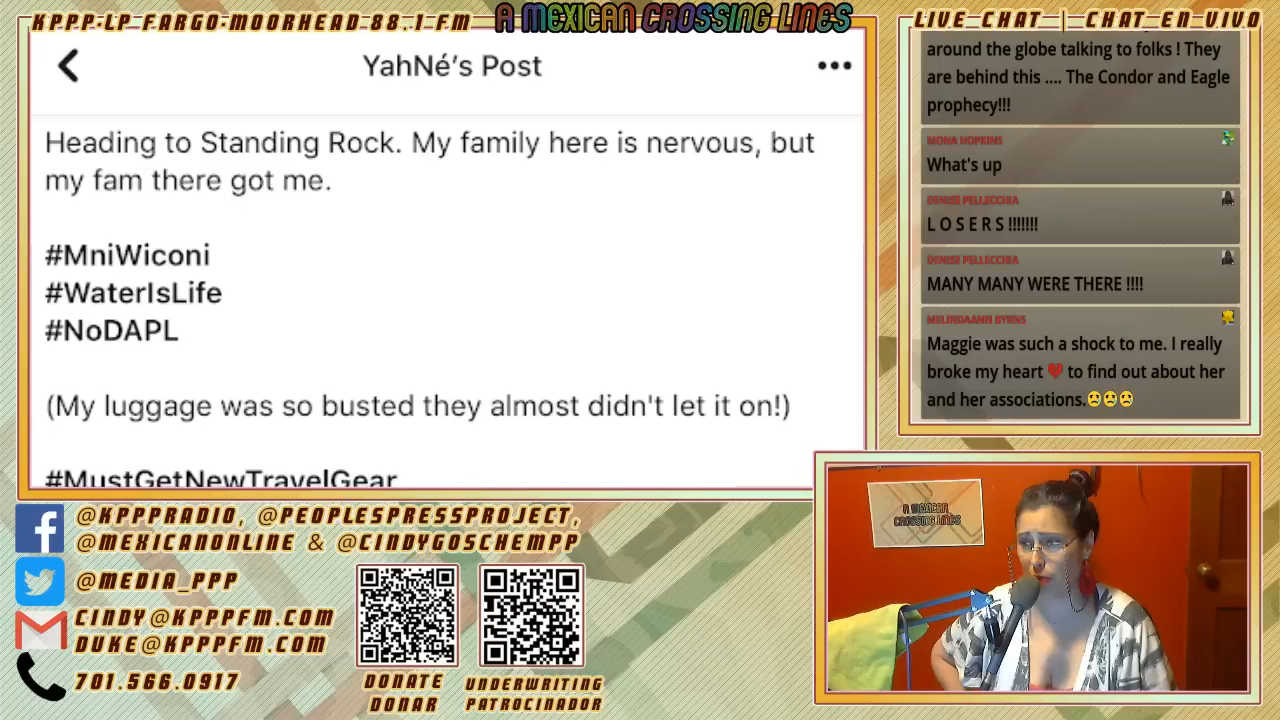 KPPP-LP FARGO-MOORHEAD 88.1 FM
A MEXICAN CROSSING LINES
LIVE CHAT | CHAT EN VIVO
YahNé's Post
Heading to Standing Rock. My family here is nervous, but
my fam there got me.
#MniWiconi
#WaterIsLife
#NoDAPL
(My luggage was so busted they almost didn't let it on!)
#MustGetNewTravelGear
around the globe talking to folks ! They
are behind this .... The Condor and Eagle
prophecy!!!
MONA HOPKINS
What's up
DENISE PELLECCHIA
L O S E R S !!!!!!!
DENISE PELLECCHIA
MANY MANY WERE THERE !!!!
MELINDAANN BYRNS
Maggie was such a shock to me. I really
broke my heart ❤ to find out about her
and her associations.☹️☹️☹️
A MEXICAN
CROSSING LINES
@KPPPRADIO, @PEOPLESPRESSPROJECT,
@MEXICANONLINE & @CINDYGOSCHEMPP
@MEDIA_PPP
CINDY@KPPPFM.COM
DUKE@KPPPFM.COM
701.566.0917
DONATE
DONAR
UNDERWRITING
PATROCINADOR